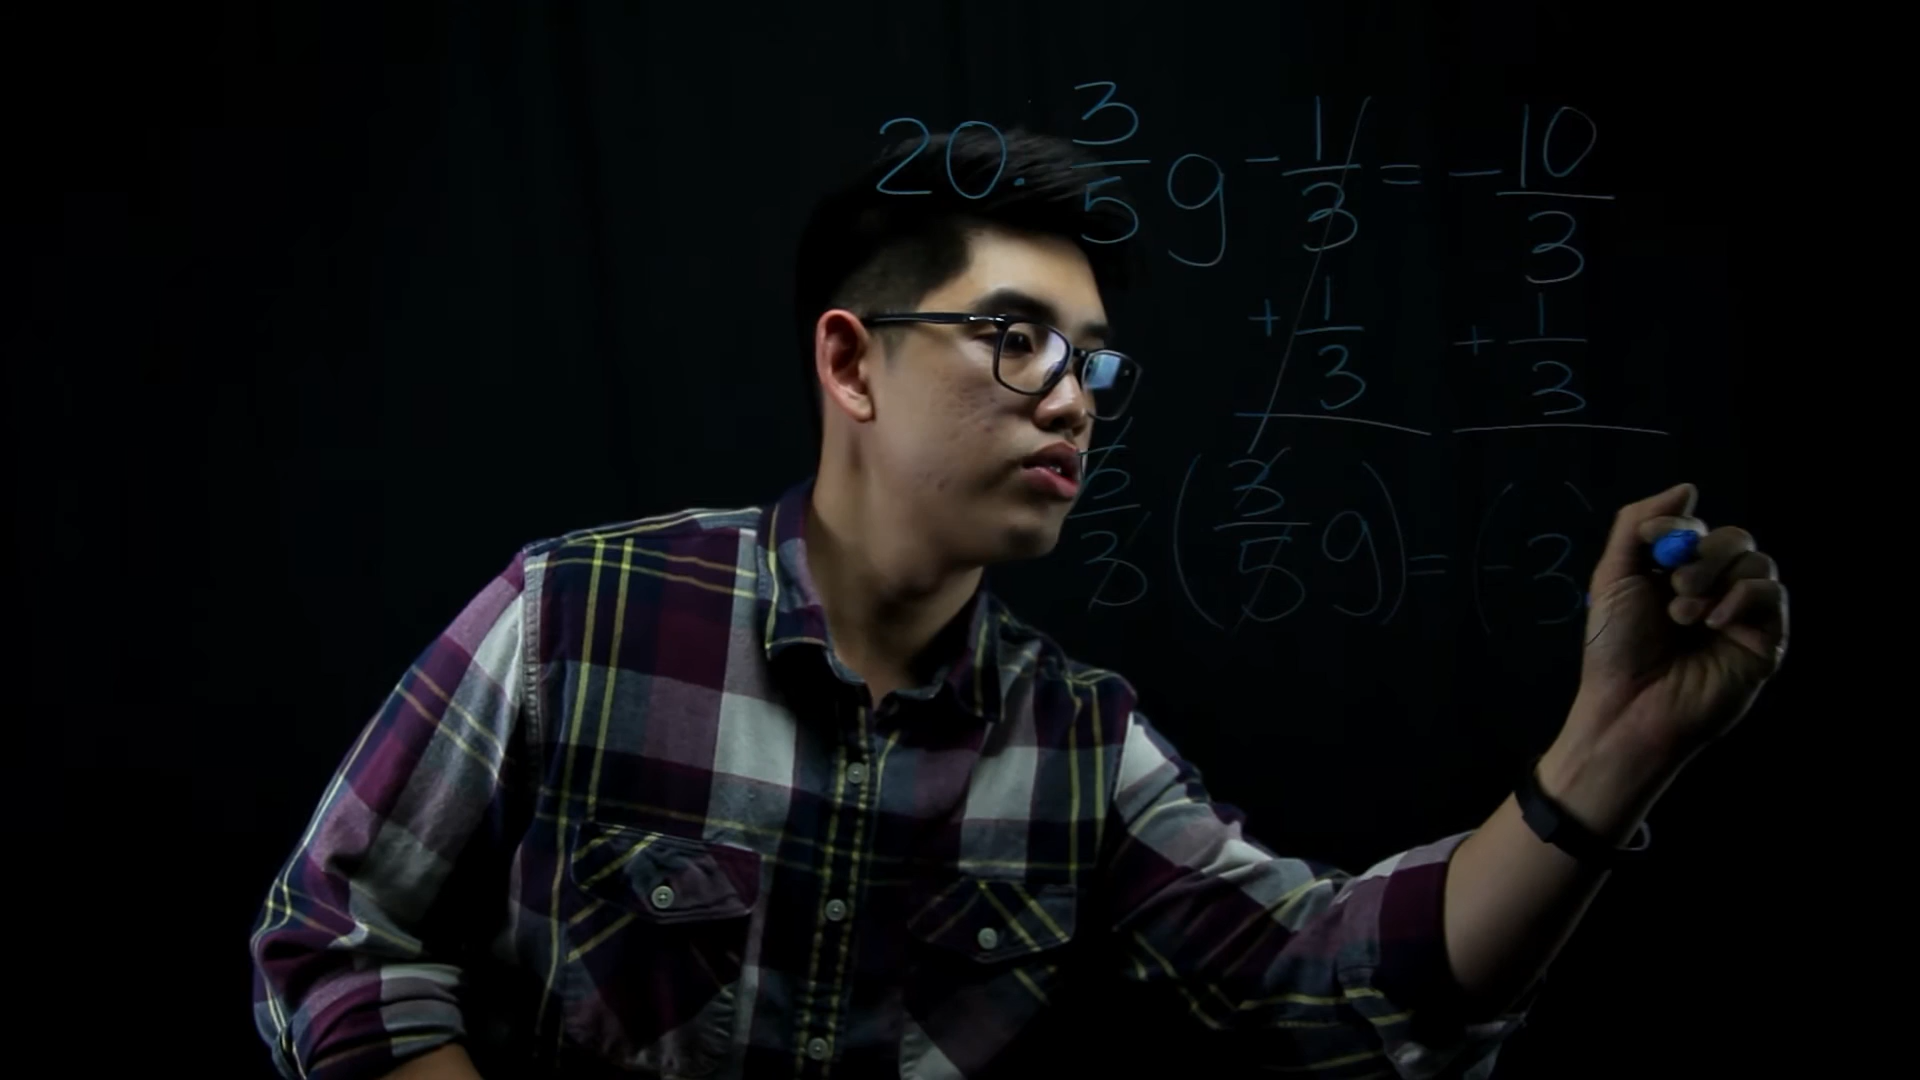 20. 3/5 g - 1/3 = - 10/3
+ 1/3 + 1/3
5/3 (3/5 g) = (-3)